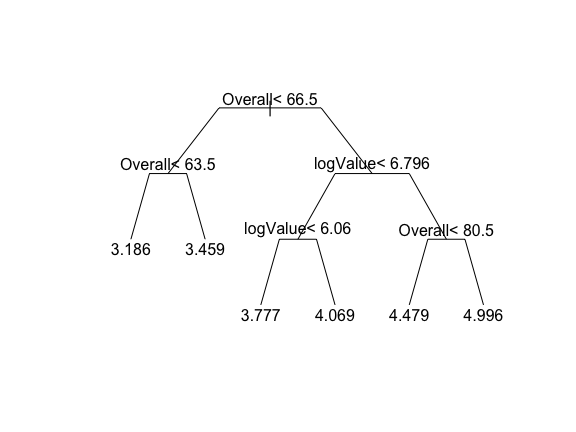 Overall< 66.5
Overall< 63.5
logValue< 6.796
logValue< 6.06
Overall< 80.5
3.186
3.459
3.777
4.069
4.479
4.996